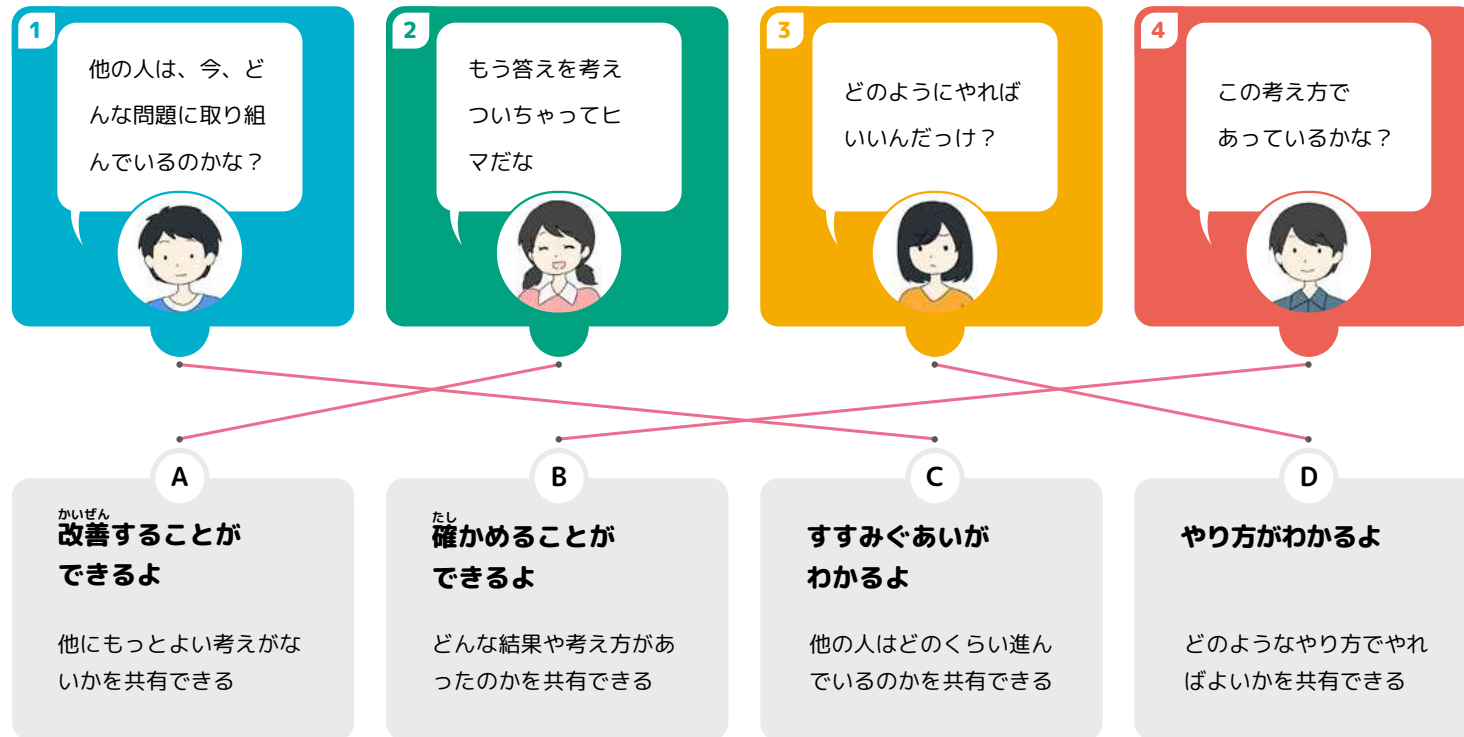 1
他の人は、今、ど
んな問題に取り組
んでいるのかな？
2
もう答えを考え
ついちゃってヒ
マだな
3
どのようにやれば
いいんだっけ？
4
この考え方で
あっているかな？
A
かいぜん
改善することが
できるよ
他にもっとよい考えがな
いかを共有できる
B
たし
確かめることが
できるよ
どんな結果や考え方があ
ったのかを共有できる
C
すすみぐあいが
わかるよ
他の人はどのくらい進ん
でいるのかを共有できる
D
やり方がわかるよ
どのようなやり方でやれ
ばよいかを共有できる